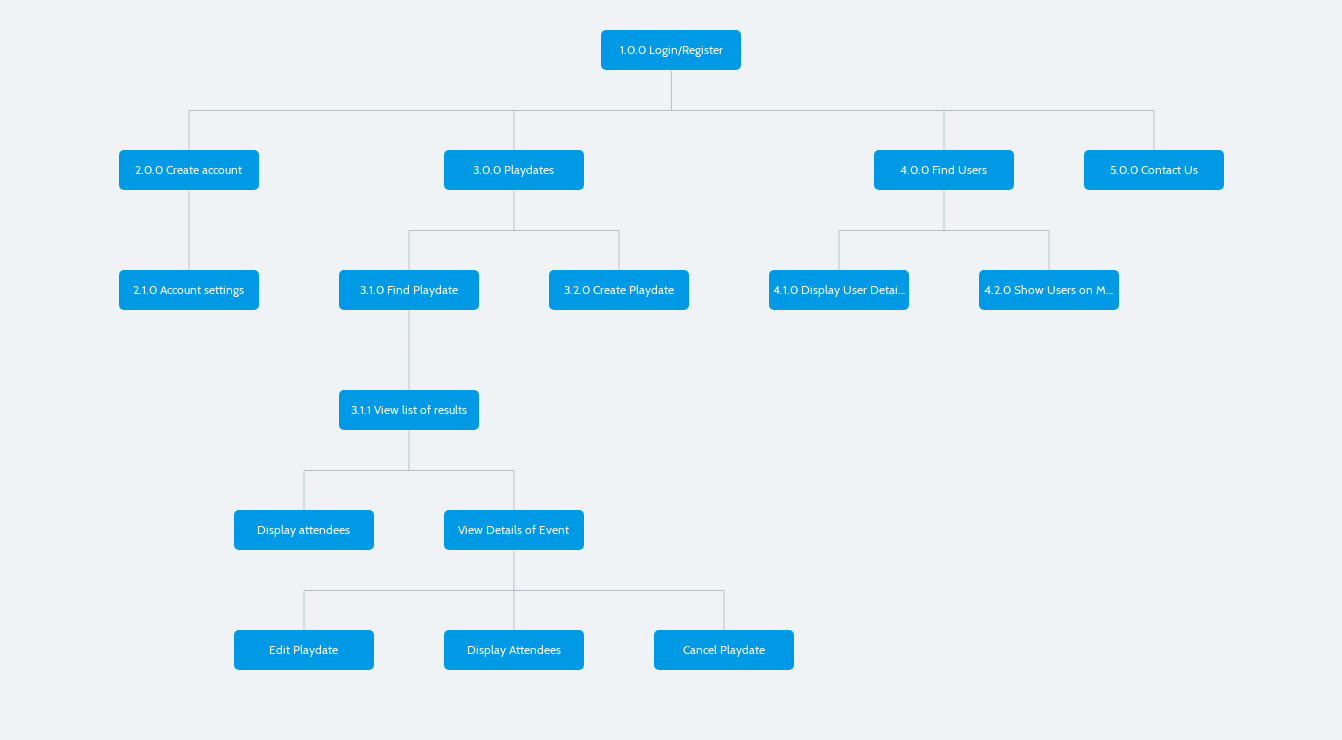 1.0.0 Login/Register
2.0.0 Create account
3.0.0 Playdates
4.0.0 Find Users
5.0.0 Contact Us
2.1.0 Account settings
3.1.0 Find Playdate
3.2.0 Create Playdate
4.1.0 Display User Detai...
4.2.0 Show Users on M...
3.1.1 View list of results
Display attendees
View Details of Event
Edit Playdate
Display Attendees
Cancel Playdate